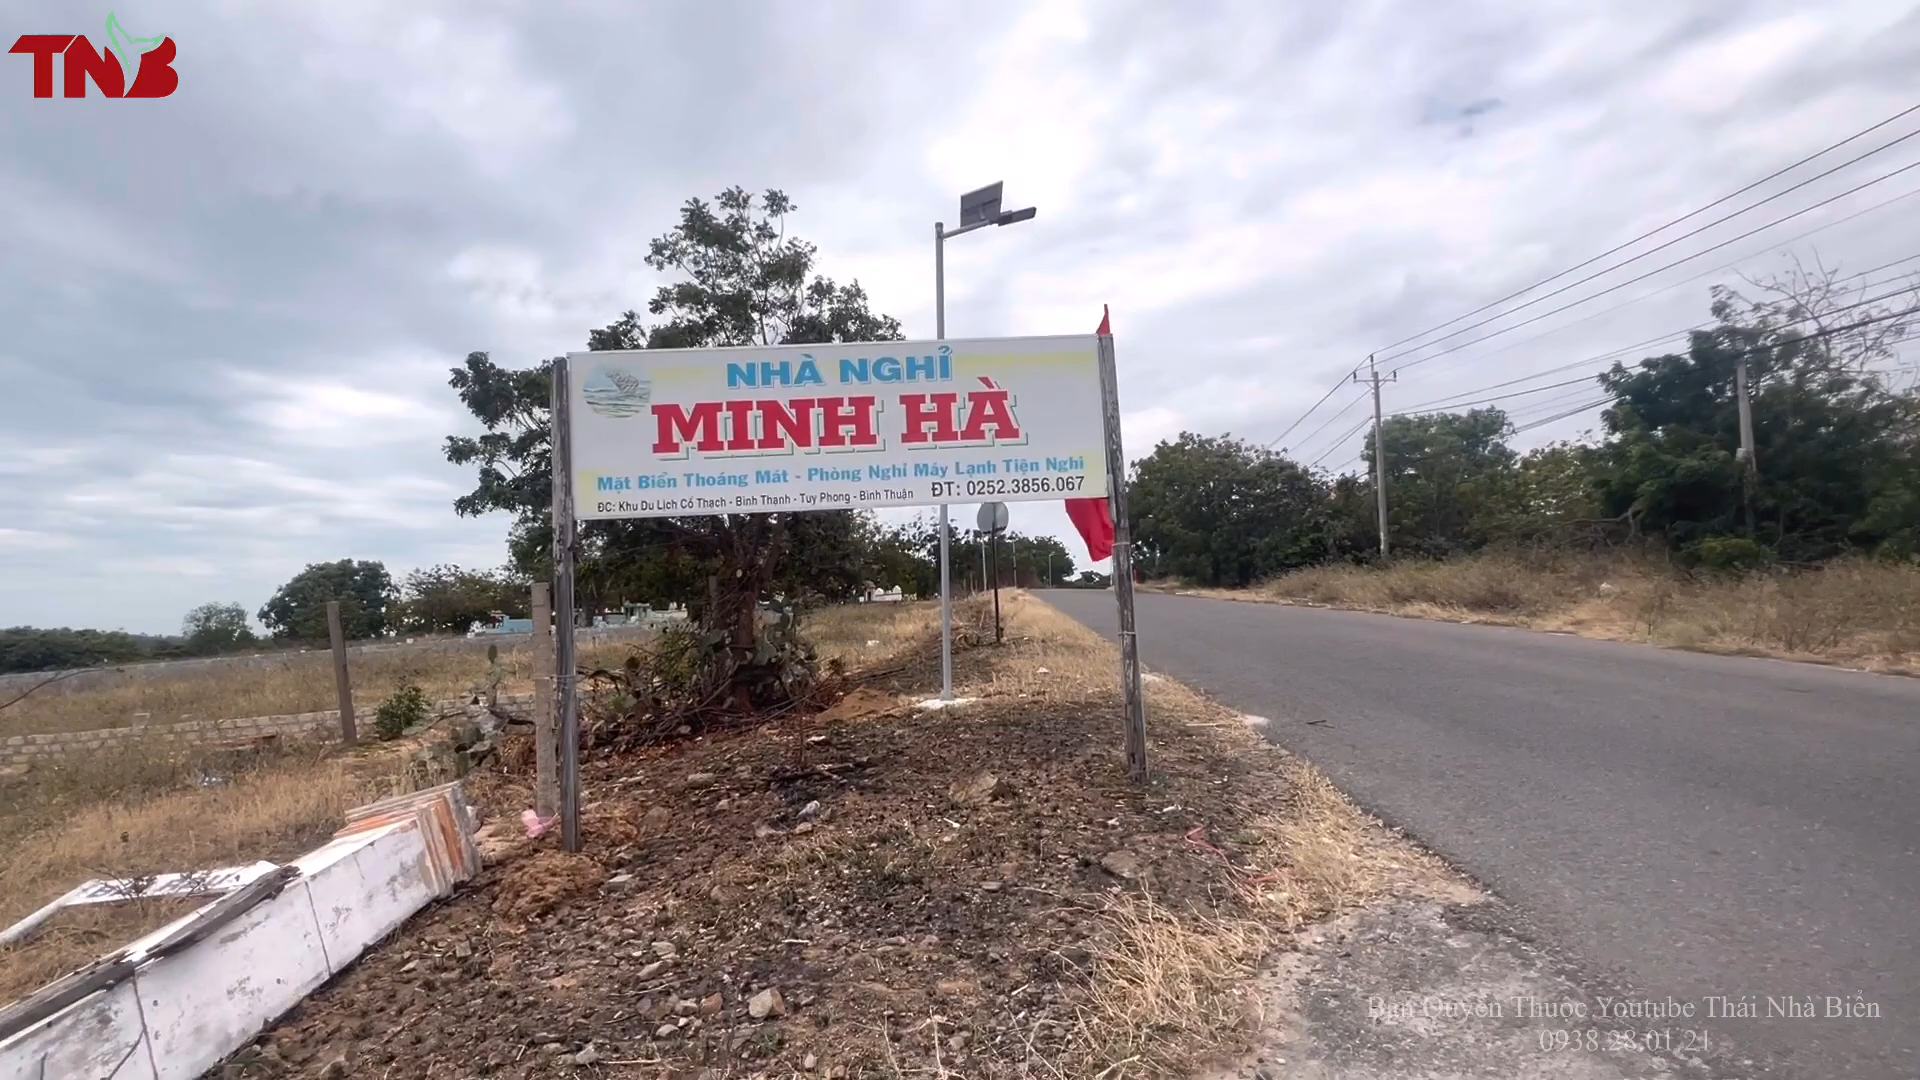 TNB
NHÀ NGHỈ
MINH HÀ
Mặt Biển Thoáng Mát - Phòng Nghỉ Máy Lạnh Tiện Nghi
ĐC: Khu Du Lịch Cổ Thạch - Bình Thạnh - Tuy Phong - Bình Thuận ĐT: 0252.3856.067
Bản Quyền Thuộc Youtube Thái Nhà Biển
0938.28.01.21